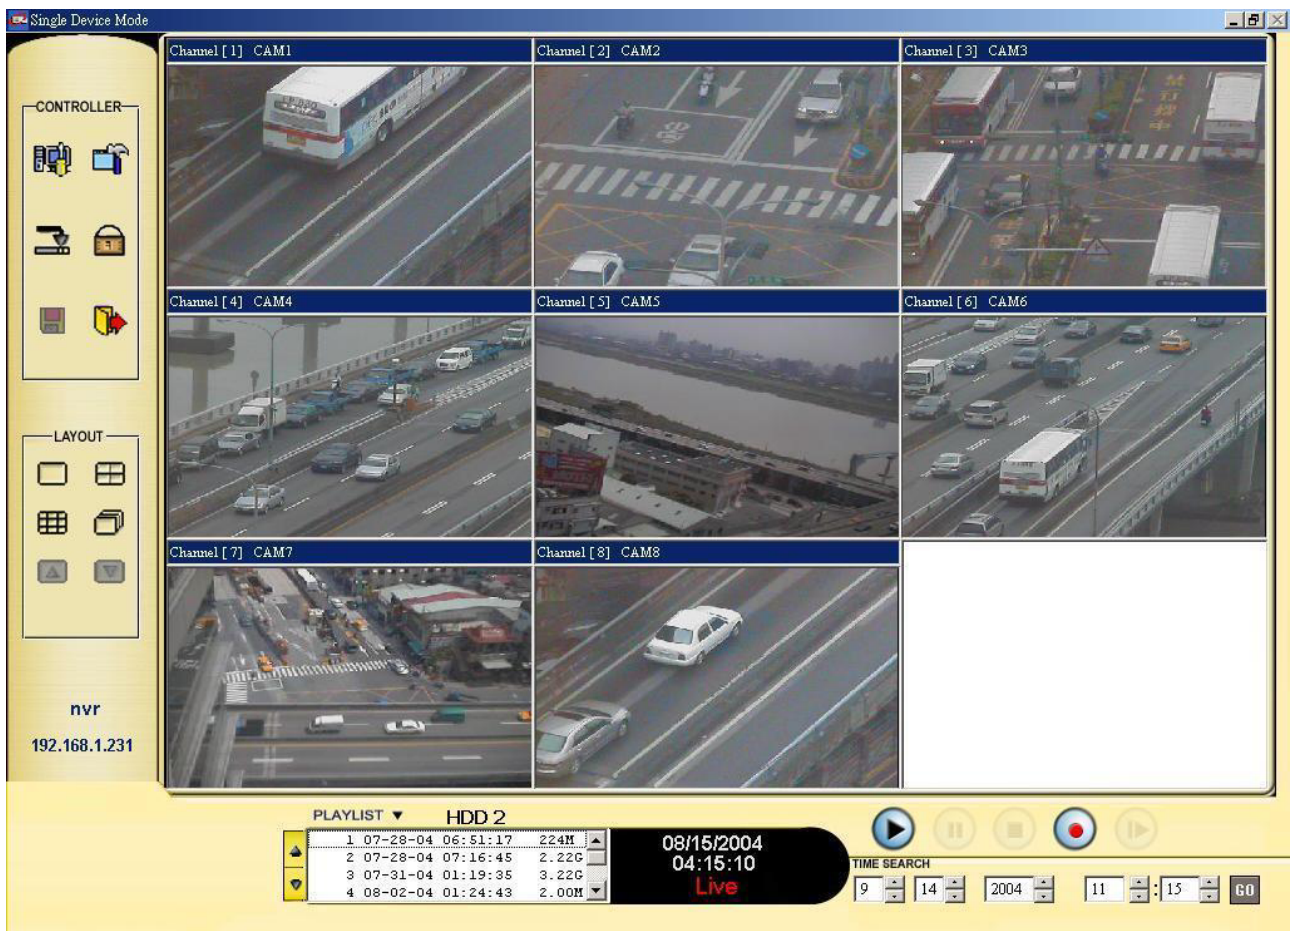 Single Device Mode
CONTROLLER
LAYOUT
nvr
192.168.1.231
Channel [ 1] CAM1
Channel [ 2] CAM2
Channel [ 3] CAM3
Channel [ 4] CAM4
Channel [ 5] CAM5
Channel [ 6] CAM6
Channel [ 7] CAM7
Channel [ 8] CAM8
PLAYLIST ▼ HDD 2
1 07-28-04 06:51:17 224M
2 07-28-04 07:16:45 2.22G
3 07-31-04 01:19:35 3.22G
4 08-02-04 01:24:43 2.00M
08/15/2004
04:15:10
Live
TIME SEARCH
9 14 2004 11 : 15 GO